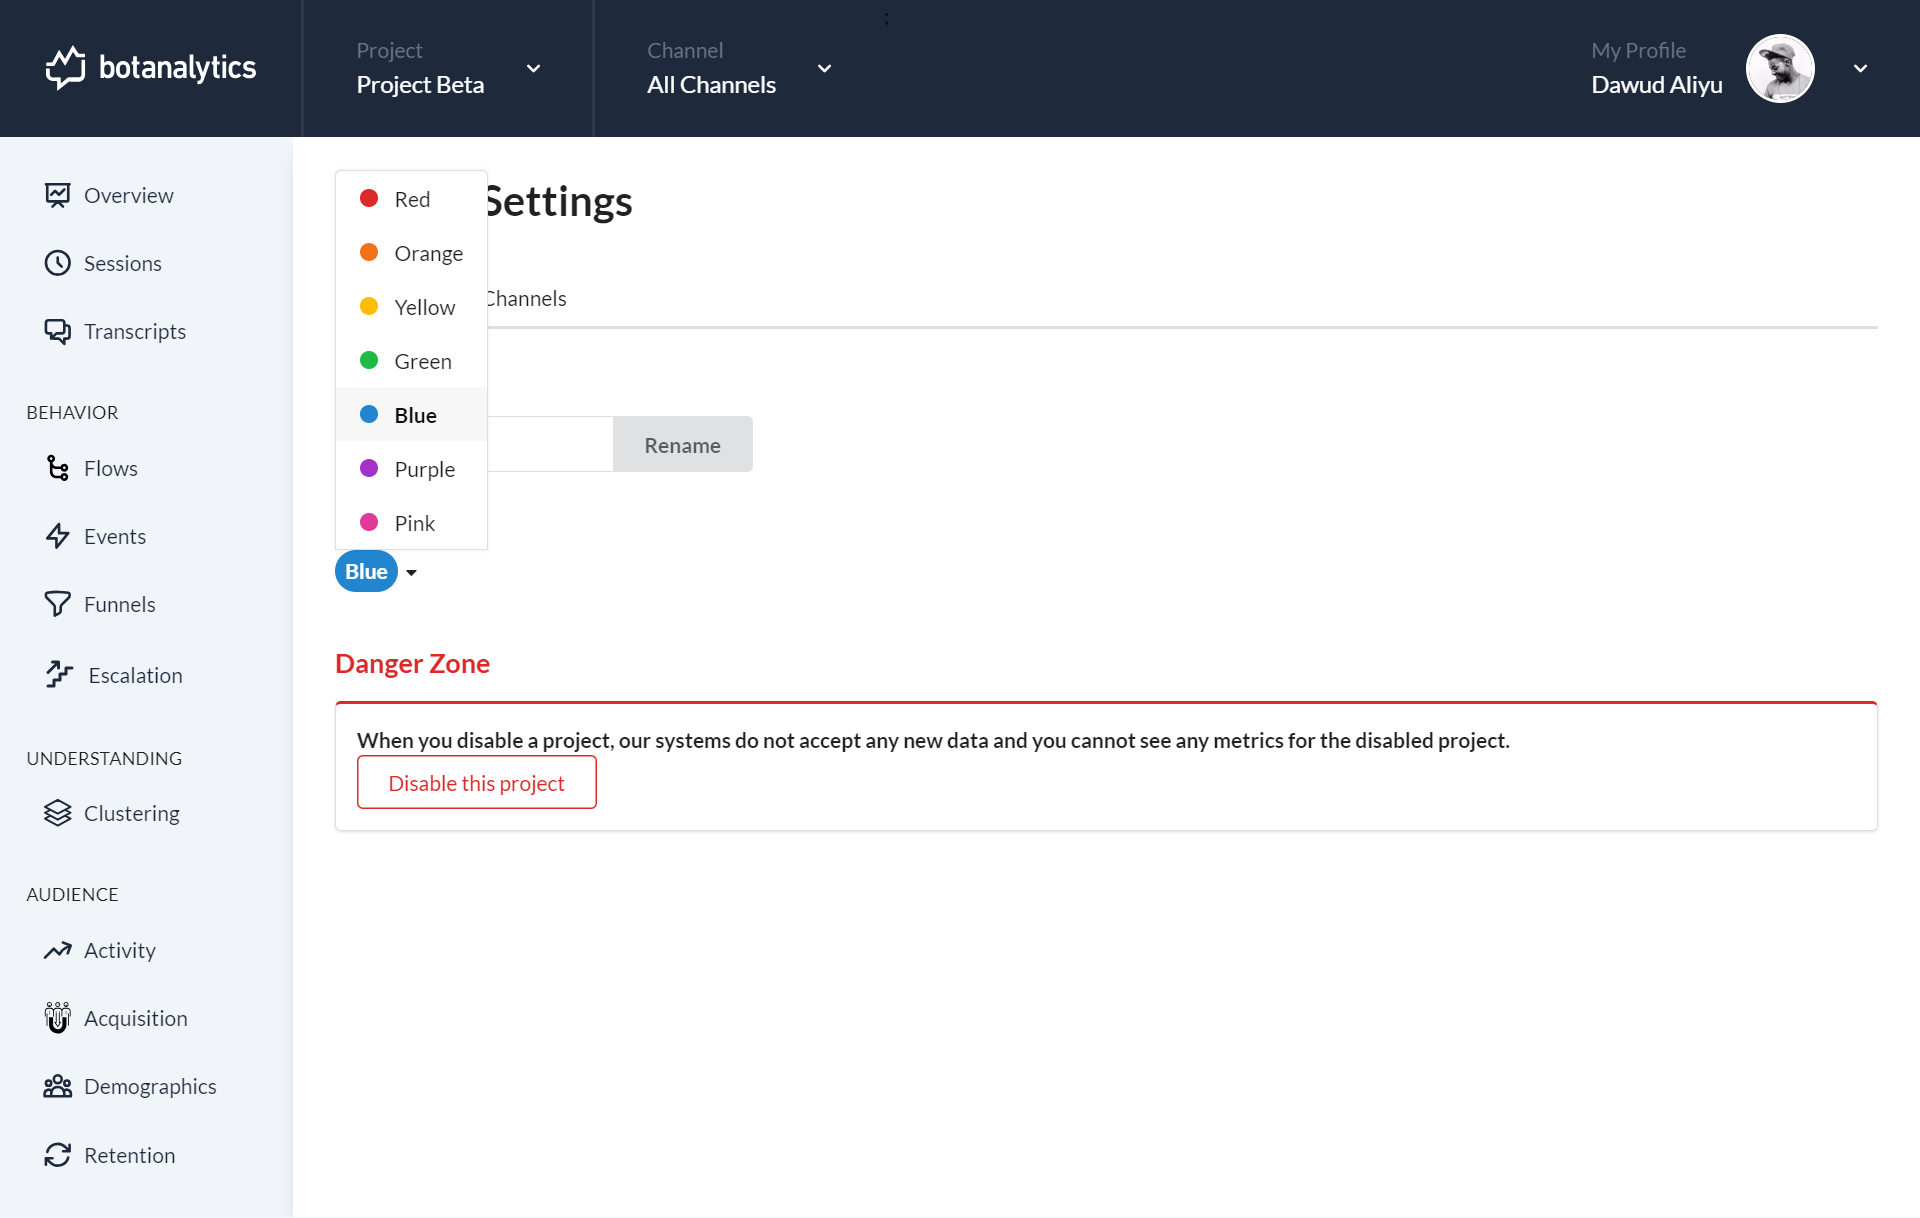 botanalytics
Project
Project Beta
Channel
All Channels
;
My Profile
Dawud Aliyu
Overview
Sessions
Transcripts
BEHAVIOR
Flows
Events
Funnels
Escalation
UNDERSTANDING
Clustering
AUDIENCE
Activity
Acquisition
Demographics
Retention
Settings
Channels
Red
Orange
Yellow
Green
Blue
Purple
Pink
Rename
Blue
Danger Zone
When you disable a project, our systems do not accept any new data and you cannot see any metrics for the disabled project.
Disable this project